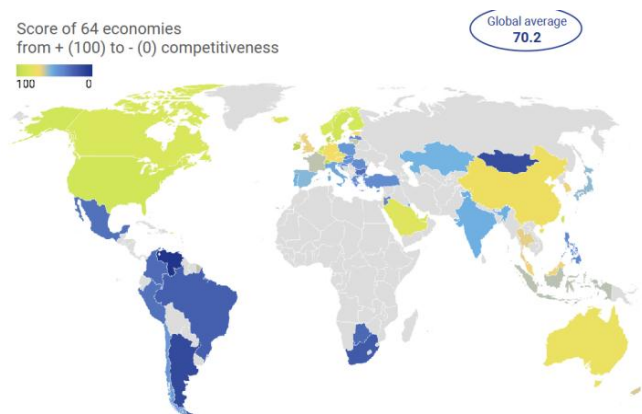 Score of 64 economies
from + (100) to - (0) competitiveness
100 0
Global average
70.2